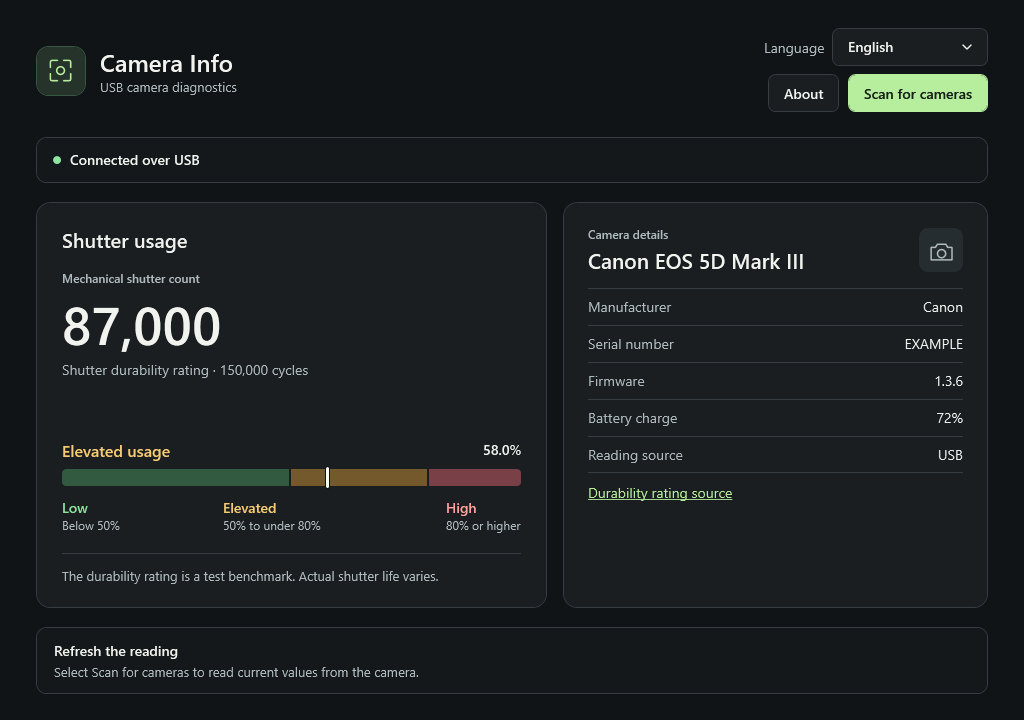 Camera Info
USB camera diagnostics
Language
English
About
Scan for cameras
Connected over USB
Shutter usage
Mechanical shutter count
87,000
Shutter durability rating · 150,000 cycles
Elevated usage
58.0%
Low
Below 50%
Elevated
50% to under 80%
High
80% or higher
The durability rating is a test benchmark. Actual shutter life varies.
Camera details
Canon EOS 5D Mark III
Manufacturer
Canon
Serial number
EXAMPLE
Firmware
1.3.6
Battery charge
72%
Reading source
USB
Durability rating source
Refresh the reading
Select Scan for cameras to read current values from the camera.